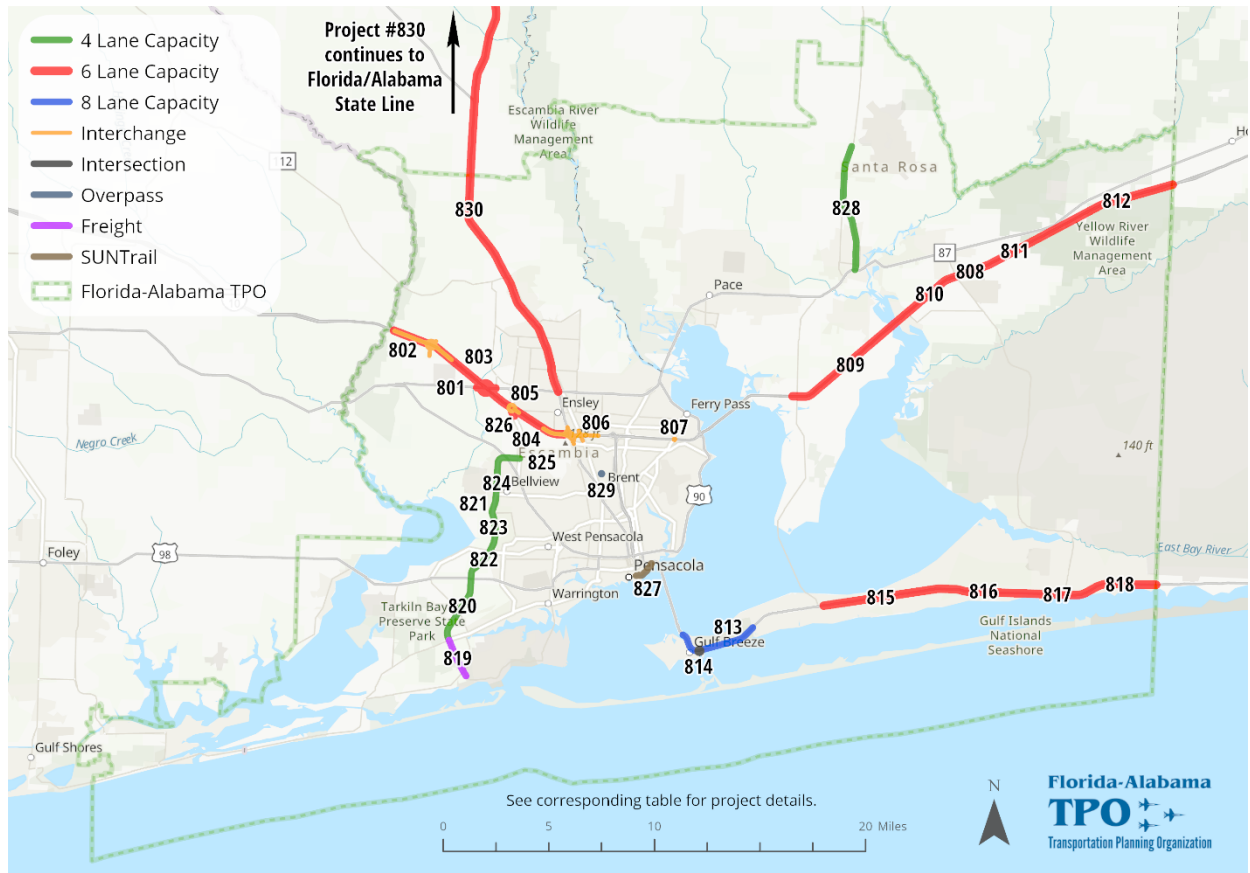 4 Lane Capacity
6 Lane Capacity
8 Lane Capacity
Interchange
Intersection
Overpass
Freight
SUNTrail
Florida-Alabama TPO
Project #830
continues to
Florida/Alabama
State Line
Escambia River
Wildlife
Management
Area
112
830
Santa Rosa
828
812
Yellow River
Wildlife
Management
Area
811
87
808
810
Pace
809
802
803
801
805
Ensley
Ferry Pass
826
806
807
804
Escambia
825
Negro Creek
140 ft
824
Bellview
Brent
829
821
90
823
West Pensacola
822
Foley
98
East Bay River
Pensacola
827
Warrington
Tarkiln Bay
Preserve State
Park
820
815
816
817
818
Gulf Islands
National
Seashore
813
Gulf Breeze
814
819
Gulf Shores
See corresponding table for project details.
0 5 10 20 Miles
N
Florida-Alabama
TPO
Transportation Planning Organization